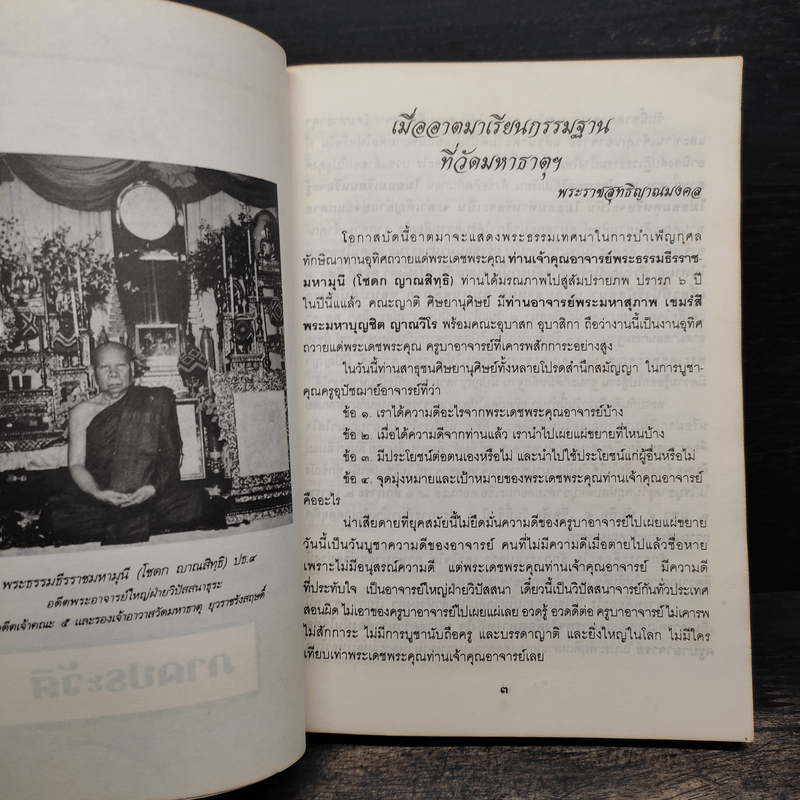 พระธรรมธีรราชมหามุนี (โชดก ญาณสิทฺธิ) ปธ.๔
อดีตพระอาจารย์ใหญ่ฝ่ายวิปัสสนาธุระ
ดีตเจ้าคณะ ๕ และรองเจ้าอาวาสวัดมหาธาตุ ยุวราชรังสฤษดิ์
ภาคประวัติ
เมื่ออาตมาเรียนกรรมฐาน
ที่วัดมหาธาตุฯ
พระราชสุทธิญาณมงคล
โอกาสบัดนี้อาตมาจะแสดงพระธรรมเทศนาในการบำเพ็ญกุศล
ทักษิณาทานอุทิศถวายแด่พระเดชพระคุณ ท่านเจ้าคุณอาจารย์พระธรรมธีรราช-
มหามุนี (โชดก ญาณสิทฺธิ) ท่านได้มรณภาพไปสู่สัมปรายภพ ปรารภ ๖ ปี
ในปีนี้แแล้ว คณะญาติ ศิษยานุศิษย์ มีท่านอาจารย์พระมหาสุภาพ เขมรํสี
พระมหาบุญชิต ญาณวีโร พร้อมคณะอุบาสก อุบาสิกา ถือว่างานนี้เป็นงานอุทิศ
ถวายแด่พระเดชพระคุณ ครูบาอาจารย์ที่เคารพสักการะอย่างสูง
ในวันนี้ท่านสาธุชนศิษยานุศิษย์ทั้งหลายโปรดสำนึกสมัญญา ในการบูชา-
คุณครูอุปัชฌาย์อาจารย์ที่ว่า
ข้อ ๑. เราได้ความดีอะไรจากพระเดชพระคุณอาจารย์บ้าง
ข้อ ๒. เมื่อได้ความดีจากท่านแล้ว เรานำไปเผยแผ่ขยายที่ไหนบ้าง
ข้อ ๓. มีประโยชน์ต่อตนเองหรือไม่ และนำไปใช้ประโยชน์แก่ผู้อื่นหรือไม่
ข้อ ๔. จุดมุ่งหมายและเป้าหมายของพระเดชพระคุณท่านเจ้าคุณอาจารย์
คืออะไร
น่าเสียดายที่ยุคสมัยนี้ไม่ยึดมั่นความดีของครูบาอาจารย์ไปเผยแผ่ขยาย
วันนี้เป็นวันบูชาความดีของอาจารย์ คนที่ไม่มีความดีเมื่อตายไปแล้วชื่อหาย
เพราะไม่มีอนุสรณ์ความดี แต่พระเดชพระคุณท่านเจ้าคุณอาจารย์ มีความดี
ที่ประทับใจ เป็นอาจารย์ใหญ่ฝ่ายวิปัสสนา เดี๋ยวนี้เป็นวิปัสสนาจารย์กันทั่วประเทศ
สอนผิด ไม่เอาของครูบาอาจารย์ไปเผยแผ่เลย อวดรู้ อวดดีต่อ ครูบาอาจารย์ ไม่เคารพ
ไม่สักการะ ไม่มีการบูชานับถือครู และบรรดาญาติ และยิ่งใหญ่ในโลก ไม่มีใคร
เทียบเท่าพระเดชพระคุณท่านเจ้าคุณอาจารย์เลย
๓